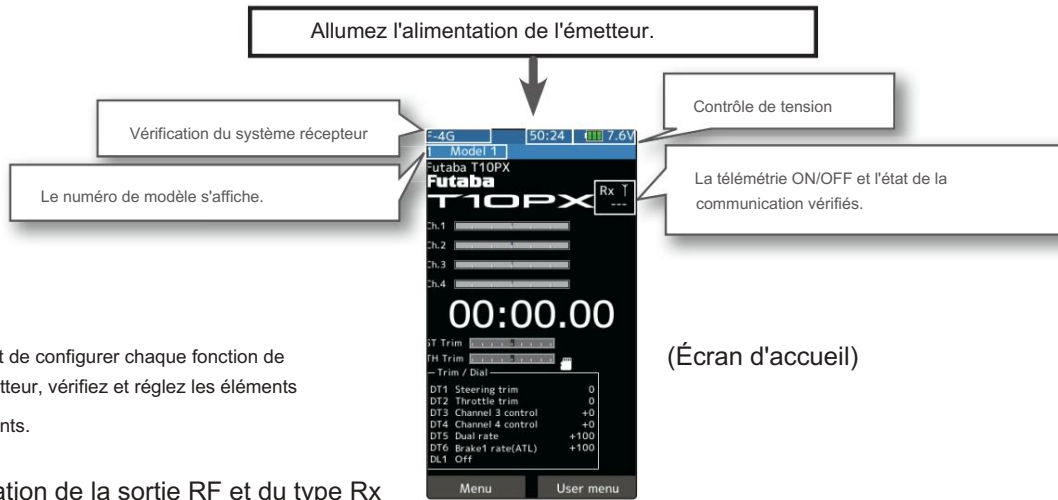 Allumez l'alimentation de l'émetteur.
Vérification du système récepteur
Contrôle de tension
Le numéro de modèle s'affiche.
La télémétrie ON/OFF et l'état de la
communication vérifiés.
F-4G 50:24 7.6V
1 Model 1
Futaba T10PX
Futaba
T10PX
Rx
---
Ch.1
Ch.2
Ch.3
Ch.4
00:00.00
ST Trim
TH Trim
Trim / Dial
DT1 Steering trim 0
DT2 Throttle trim 0
DT3 Channel 3 control +0
DT4 Channel 4 control +0
DT5 Dual rate +100
DT6 Brake1 rate(ATL) +100
DL1 Off
Menu User menu
(Écran d'accueil)
t de configurer chaque fonction de
tteur, vérifiez et réglez les éléments
nts.
ation de la sortie RF et du type Rx